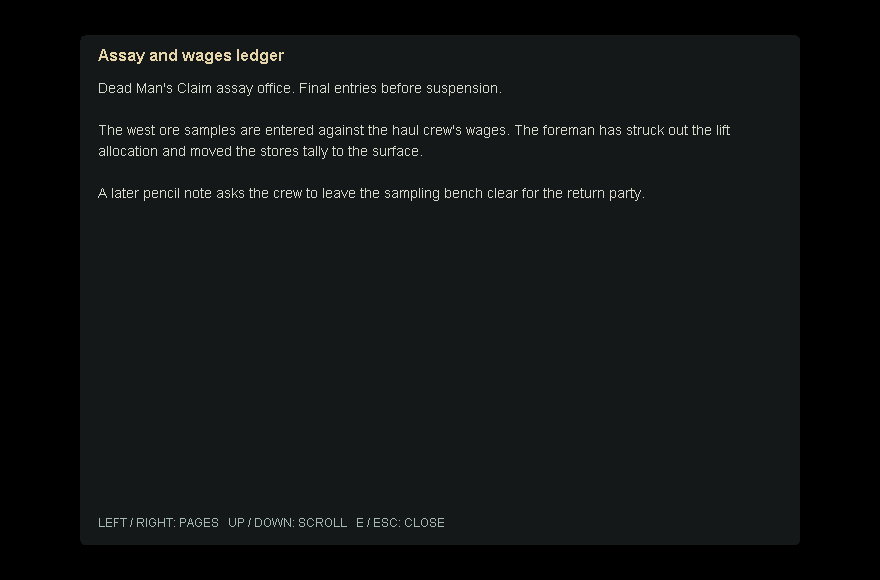 Assay and wages ledger
Dead Man's Claim assay office. Final entries before suspension.
The west ore samples are entered against the haul crew's wages. The foreman has struck out the lift
allocation and moved the stores tally to the surface.
A later pencil note asks the crew to leave the sampling bench clear for the return party.
LEFT / RIGHT: PAGES   UP / DOWN: SCROLL   E / ESC: CLOSE